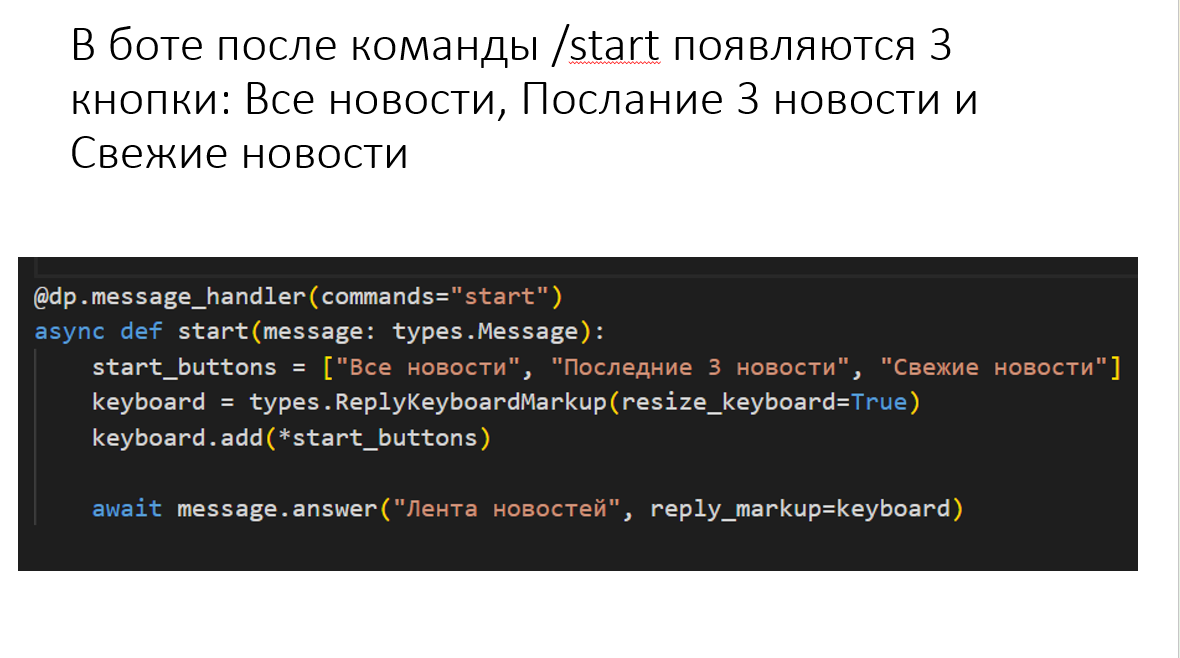 В боте после команды /start появляются 3
кнопки: Все новости, Послание 3 новости и
Свежие новости
@dp.message_handler(commands="start")
async def start(message: types.Message):
    start_buttons = ["Все новости", "Последние 3 новости", "Свежие новости"]
    keyboard = types.ReplyKeyboardMarkup(resize_keyboard=True)
    keyboard.add(*start_buttons)
    await message.answer("Лента новостей", reply_markup=keyboard)